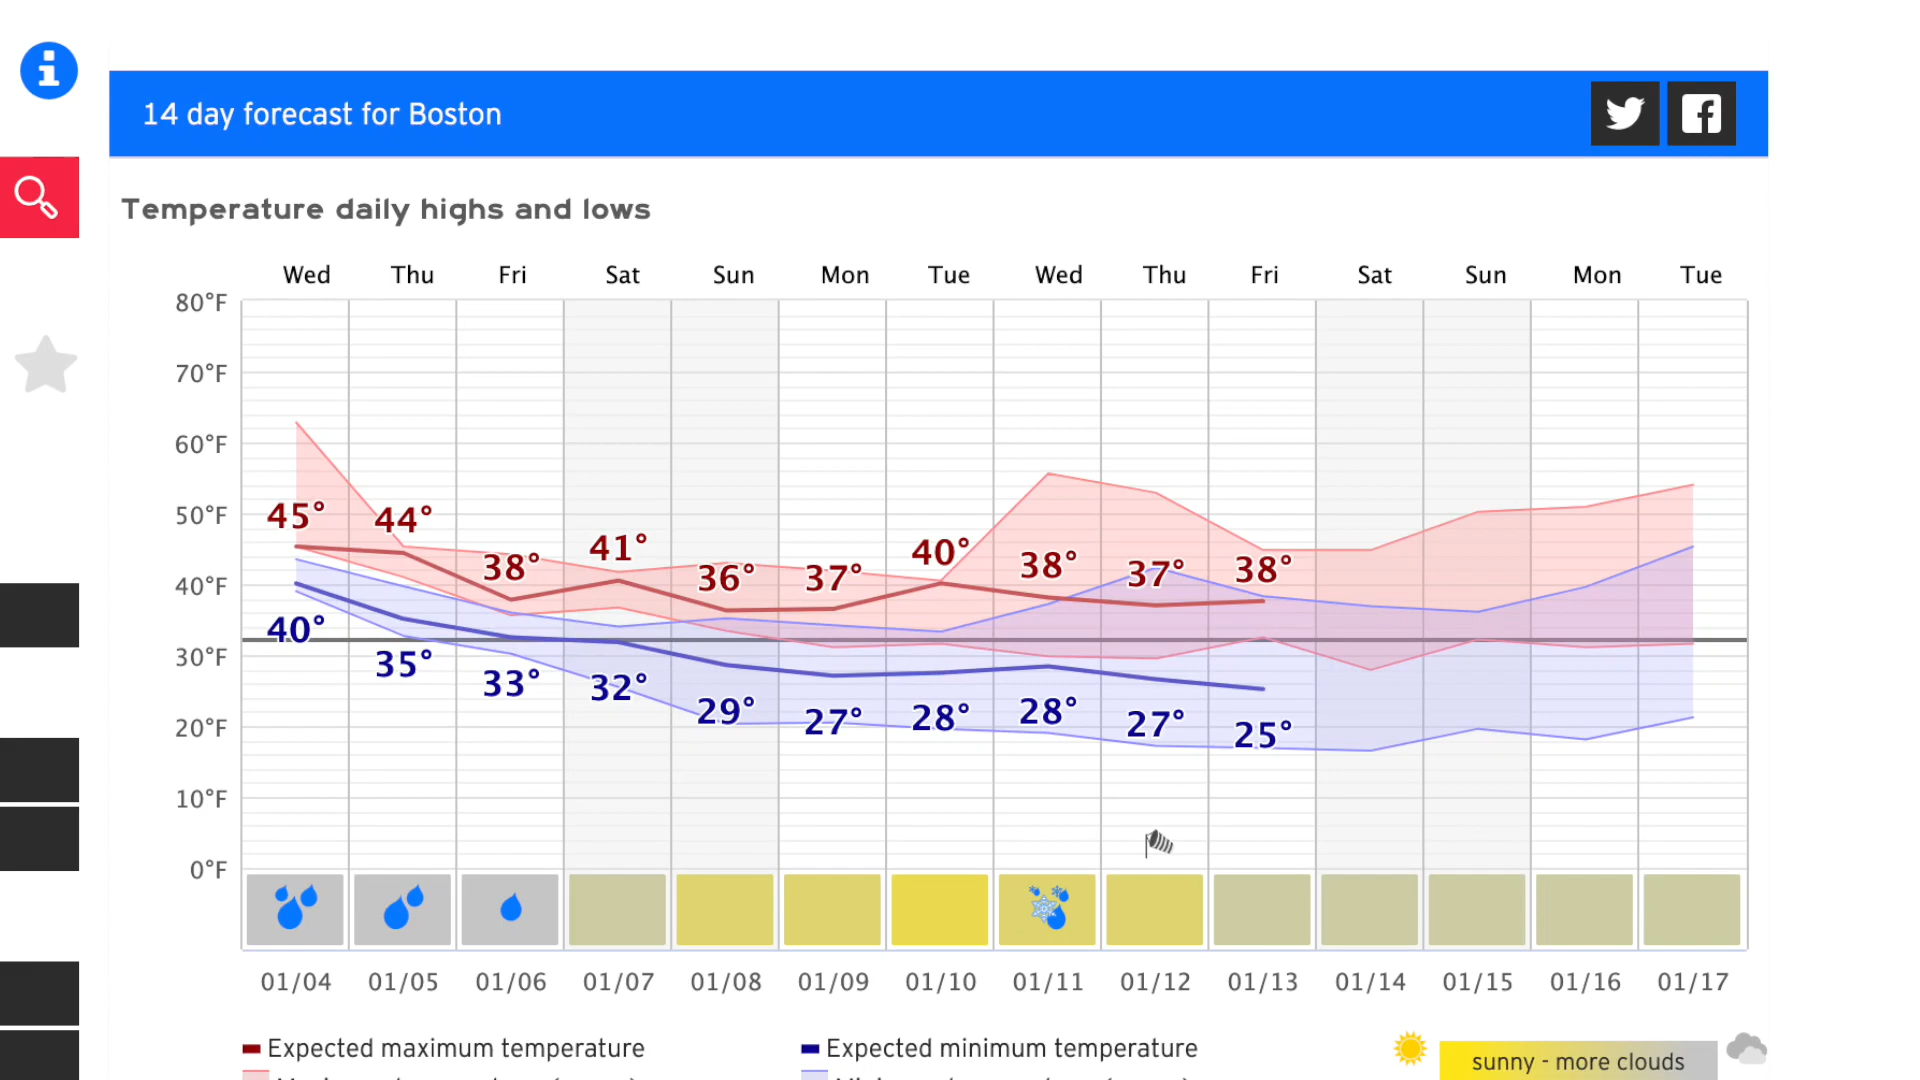 14 day forecast for Boston
Temperature daily highs and lows
Wed Thu Fri Sat Sun Mon Tue Wed Thu Fri Sat Sun Mon Tue
80°F
70°F
60°F
50°F
40°F
30°F
20°F
10°F
0°F
45° 44° 38° 41° 36° 37° 40° 38° 37° 38°
40° 35° 33° 32° 29° 27° 28° 28° 27° 25°
01/04 01/05 01/06 01/07 01/08 01/09 01/10 01/11 01/12 01/13 01/14 01/15 01/16 01/17
Expected maximum temperature Expected minimum temperature
sunny - more clouds